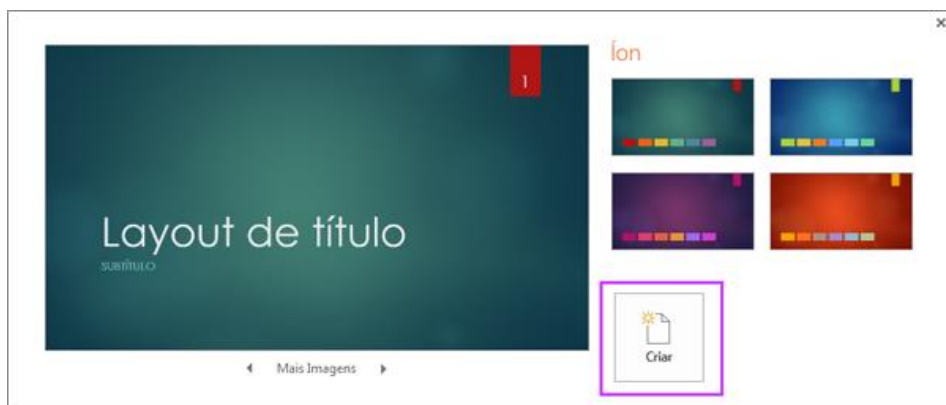 Íon
1
Layout de título
SUBTÍTULO
Mais Imagens
Criar